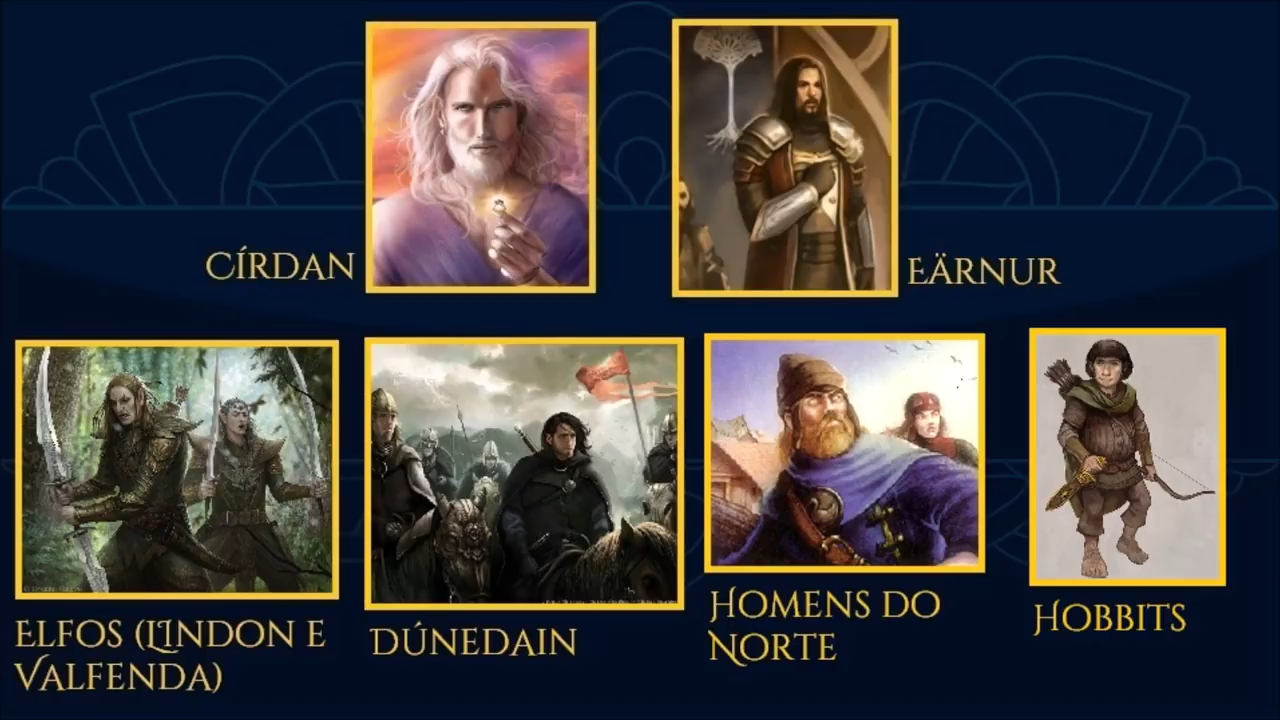 Círdan
Eärnur
Elfos (Lindon e
Valfenda)
Dúnedain
Homens do
Norte
Hobbits